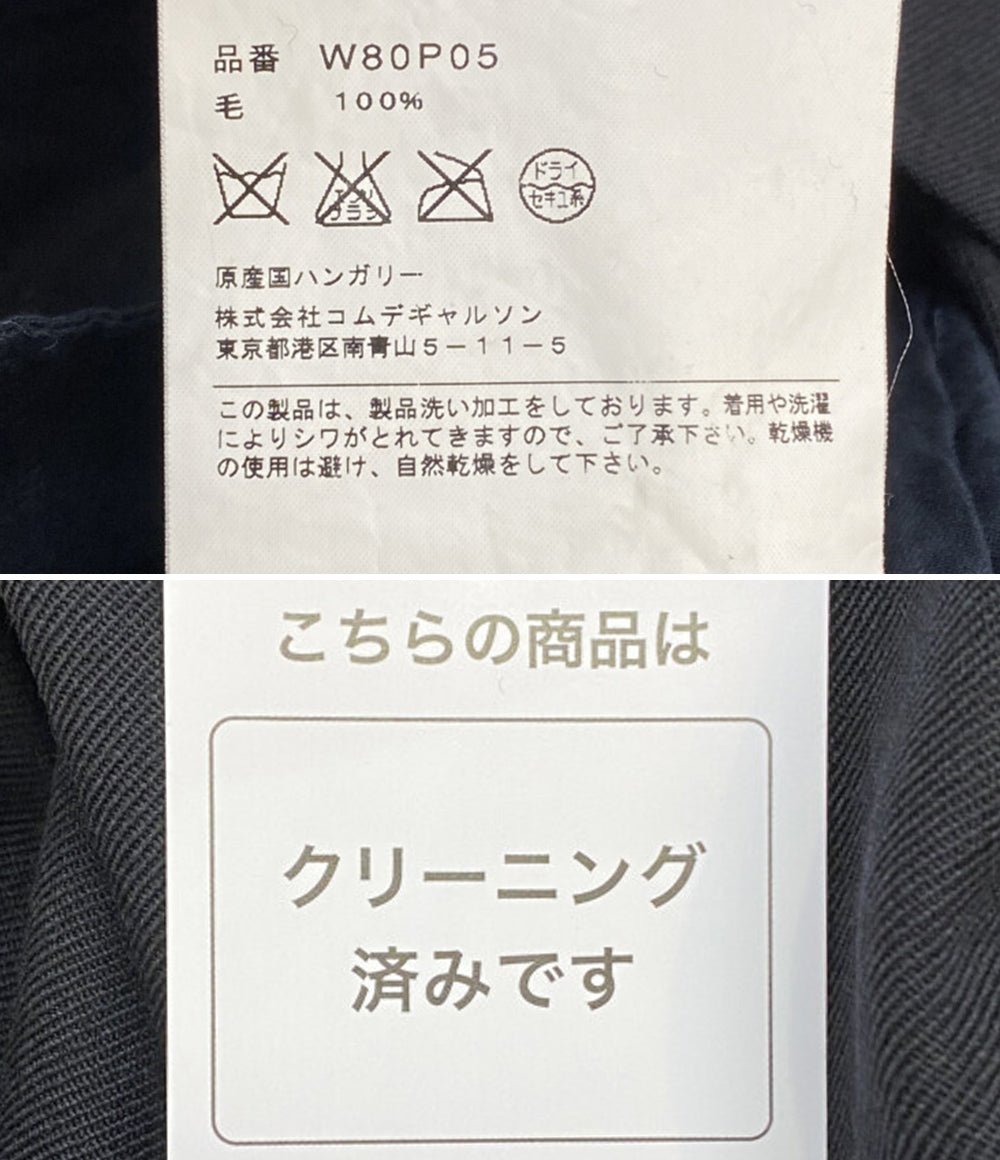 品番 W80P05
毛 100%
エンソ
ドライ
サラシ
セキユ系
原産国ハンガリー
株式会社コムデギャルソン
東京都港区南青山5-11-5
この製品は、製品洗い加工をしております。着用や洗濯
によりシワがとれてきますので、ご了承下さい。乾燥機
の使用は避け、自然乾燥をして下さい。
こちらの商品は
クリーニング
済みです